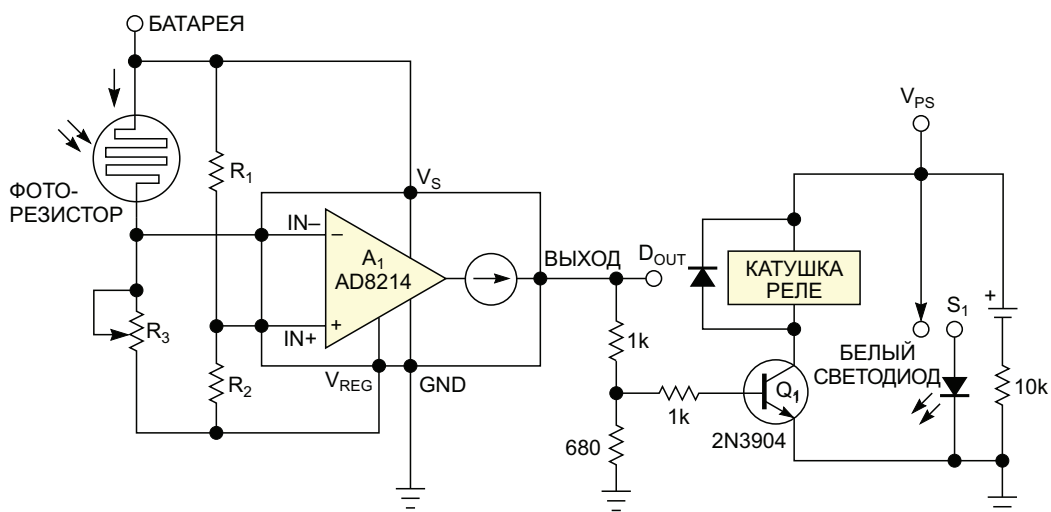 БАТАРЕЯ
ФОТО-
РЕЗИСТОР
R1
R3
R2
IN–
IN+
–
+
A1
AD8214
VS
VREG
GND
ВЫХОД
DOUT
1k
1k
680
КАТУШКА
РЕЛЕ
Q1
2N3904
VPS
S1
БЕЛЫЙ
СВЕТОДИОД
+
10k